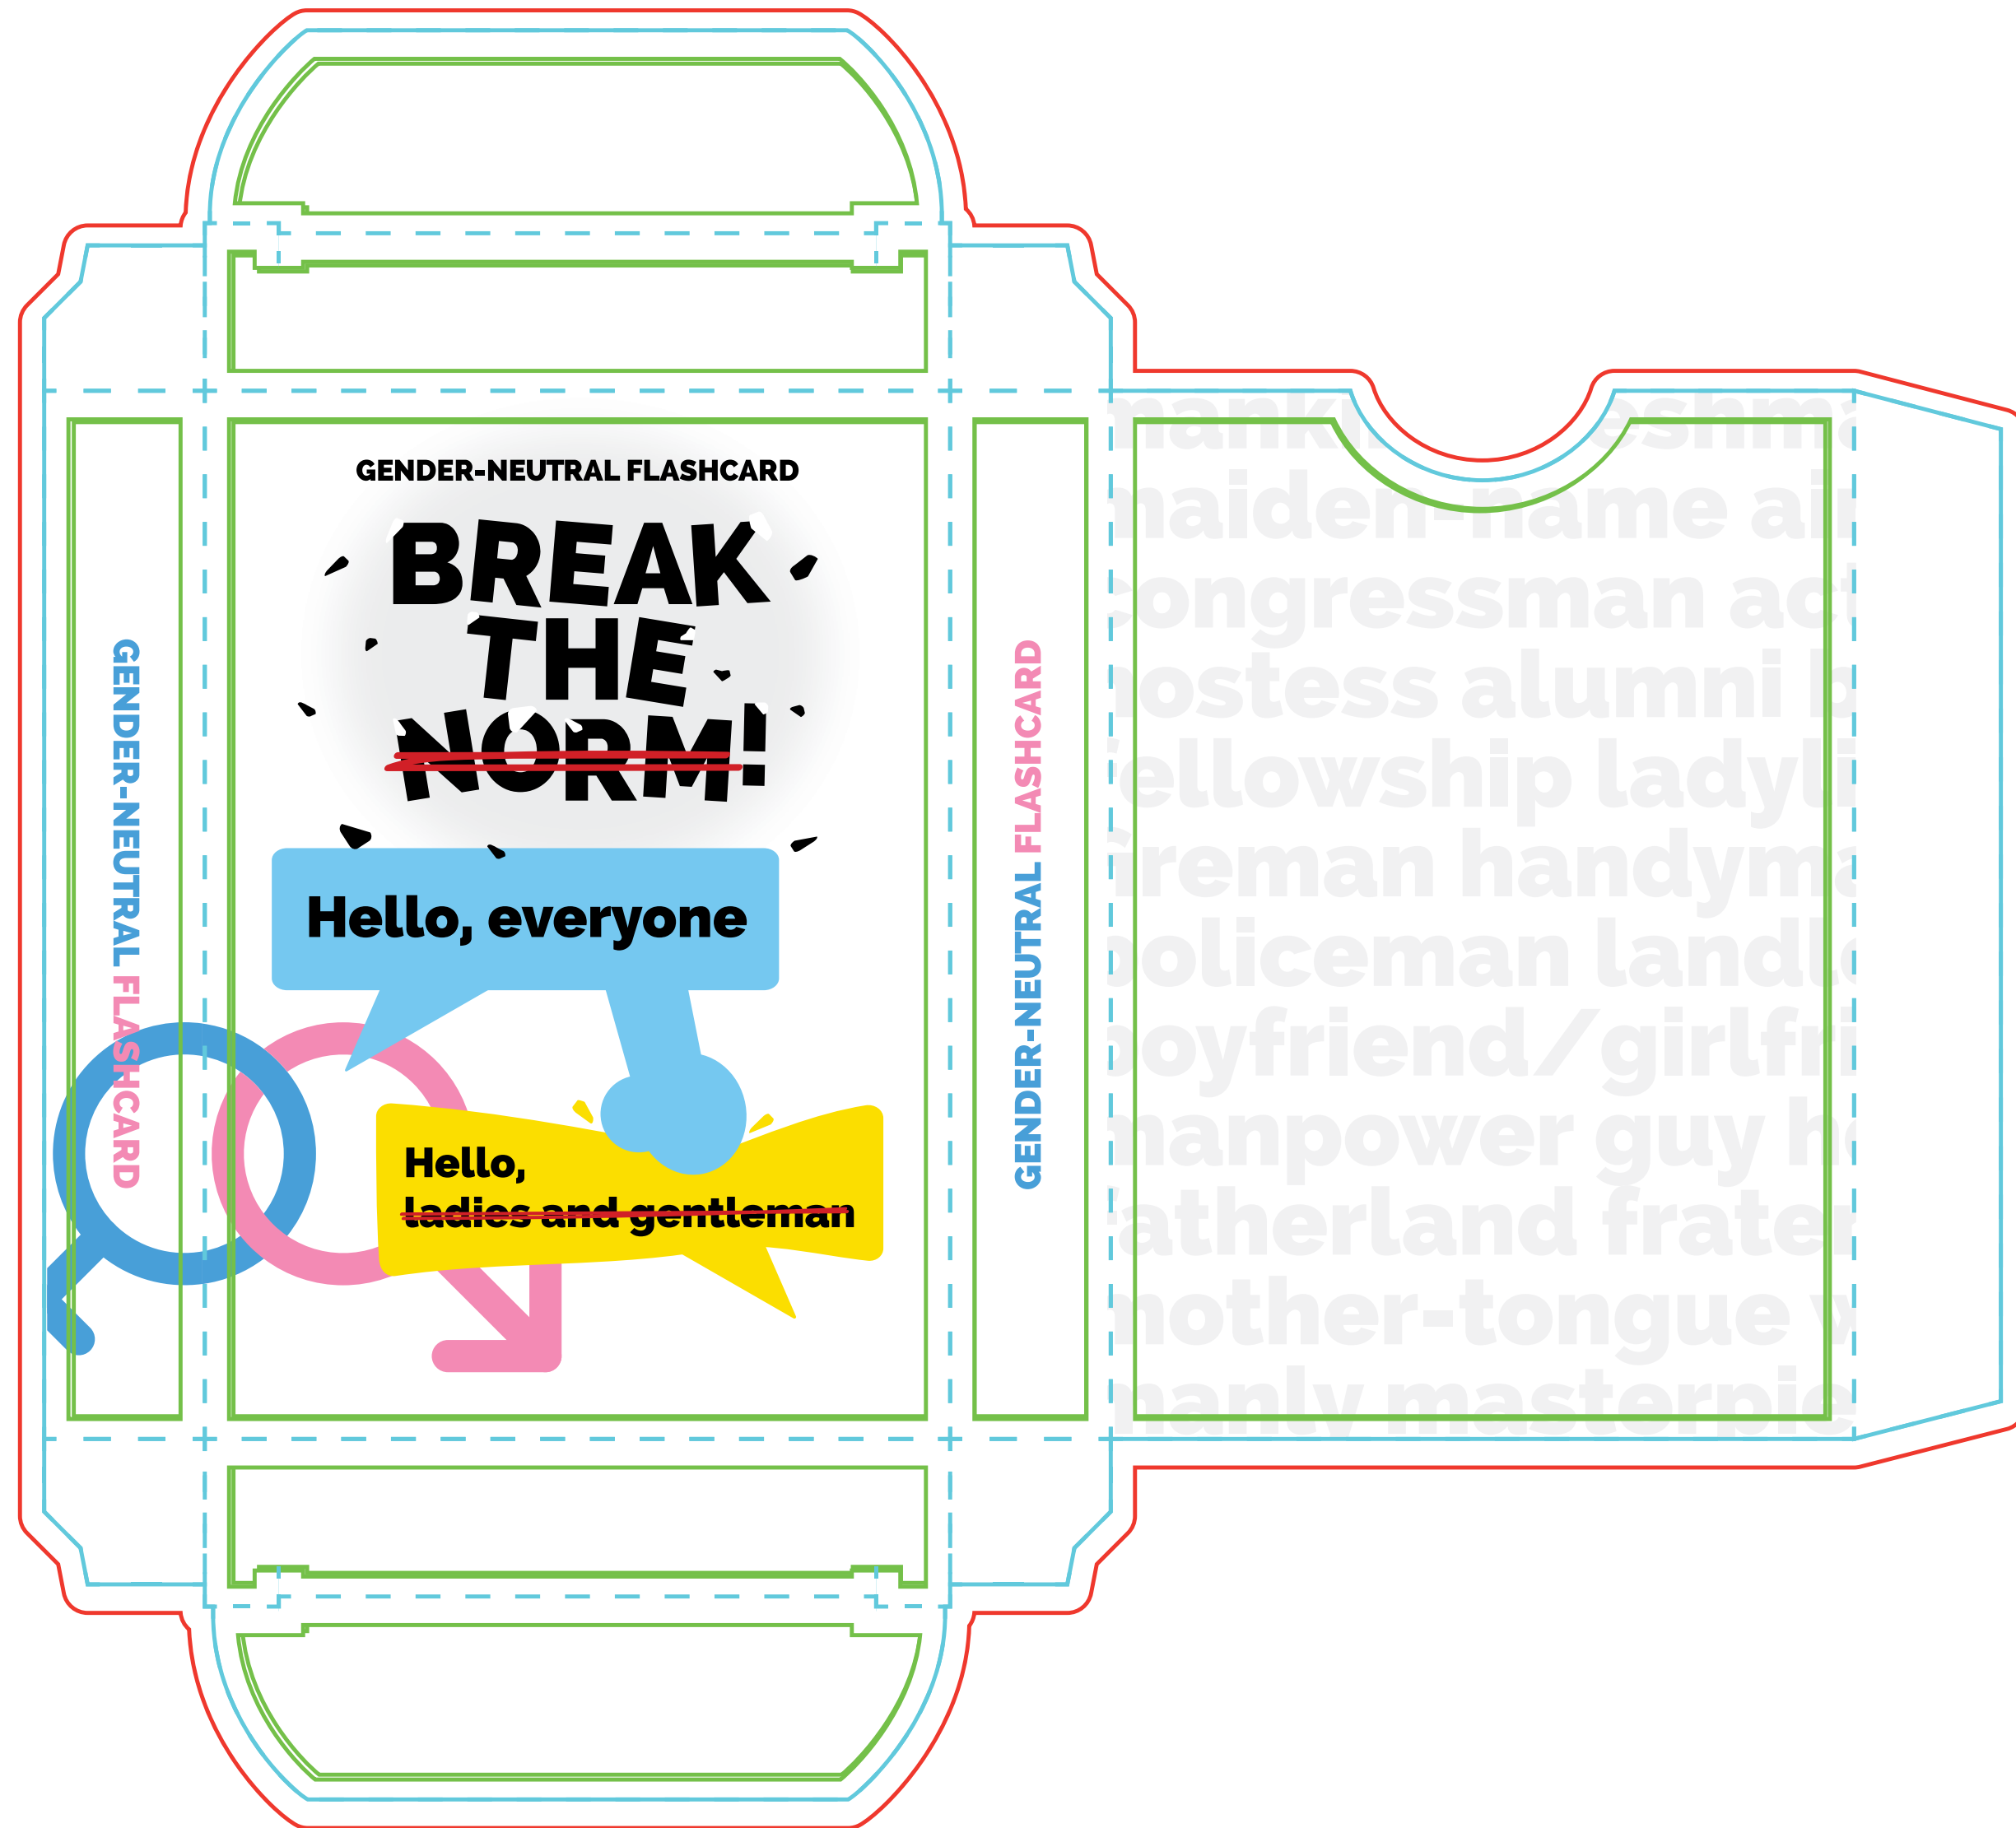 GENDER-NEUTRAL FLASHCARD
GENDER-NEUTRAL FLASHCARD
BREAK
THE
NORM!
Hello, everyone
Hello,
ladies and gentleman
GENDER-NEUTRAL FLASHCARD
maiden-name
congressman
hostess alumni
fellowship
fireman handyma
policeman
boyfriend/girlfri
manpower guy
fatherland frater
mother-tongue
manly masterpie